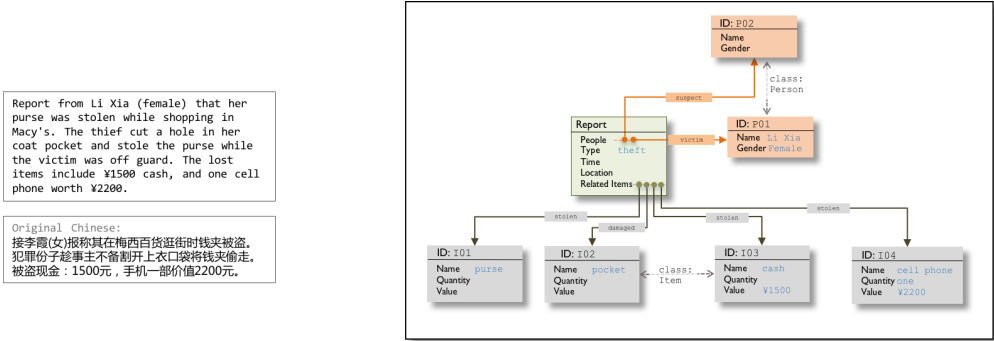 Report from Li Xia (female) that her
purse was stolen while shopping in
Macy's. The thief cut a hole in her
coat pocket and stole the purse while
the victim was off guard. The lost
items include ¥1500 cash, and one cell
phone worth ¥2200.
Original Chinese:
接李霞(女)报称其在梅西百货逛街时钱夹被盗。
犯罪份子趁事主不备割开上衣口袋将钱夹偷走。
被盗现金：1500元，手机一部价值2200元。
ID: P02
Name
Gender
class:
Person
suspect
Report
People
Type theft
Time
Location
Related Items
victim
ID: P01
Name Li Xia
Gender Female
stolen
damaged
stolen
stolen
ID: I01
Name purse
Quantity
Value
ID: I02
Name pocket
Quantity
Value
class:
Item
ID: I03
Name cash
Quantity
Value ¥1500
ID: I04
Name cell phone
Quantity one
Value ¥2200